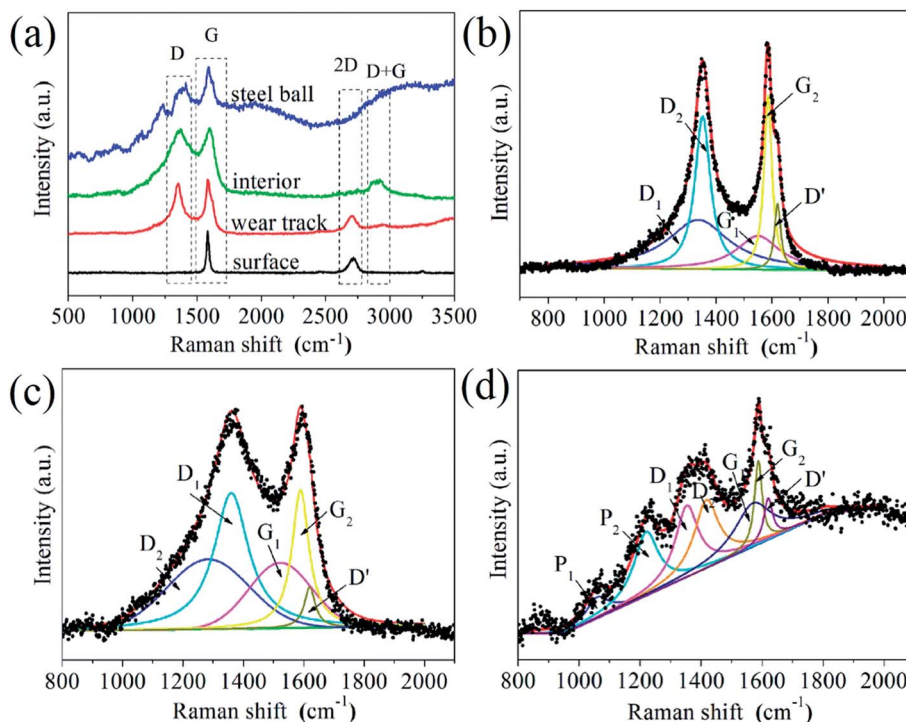 (a)
D
G
2D
D+G
steel ball
interior
wear track
surface
Intensity (a.u.)
500 1000 1500 2000 2500 3000 3500
Raman shift (cm-1)
(b)
D2
G2
D1
G1
D'
Intensity (a.u.)
800 1000 1200 1400 1600 1800 2000
Raman shift (cm-1)
(c)
D1
G1
G2
D2
D'
Intensity (a.u.)
800 1000 1200 1400 1600 1800 2000
Raman shift (cm-1)
(d)
D1
D2
G1
G2
D'
P2
P1
Intensity (a.u.)
800 1000 1200 1400 1600 1800 2000
Raman shift (cm-1)